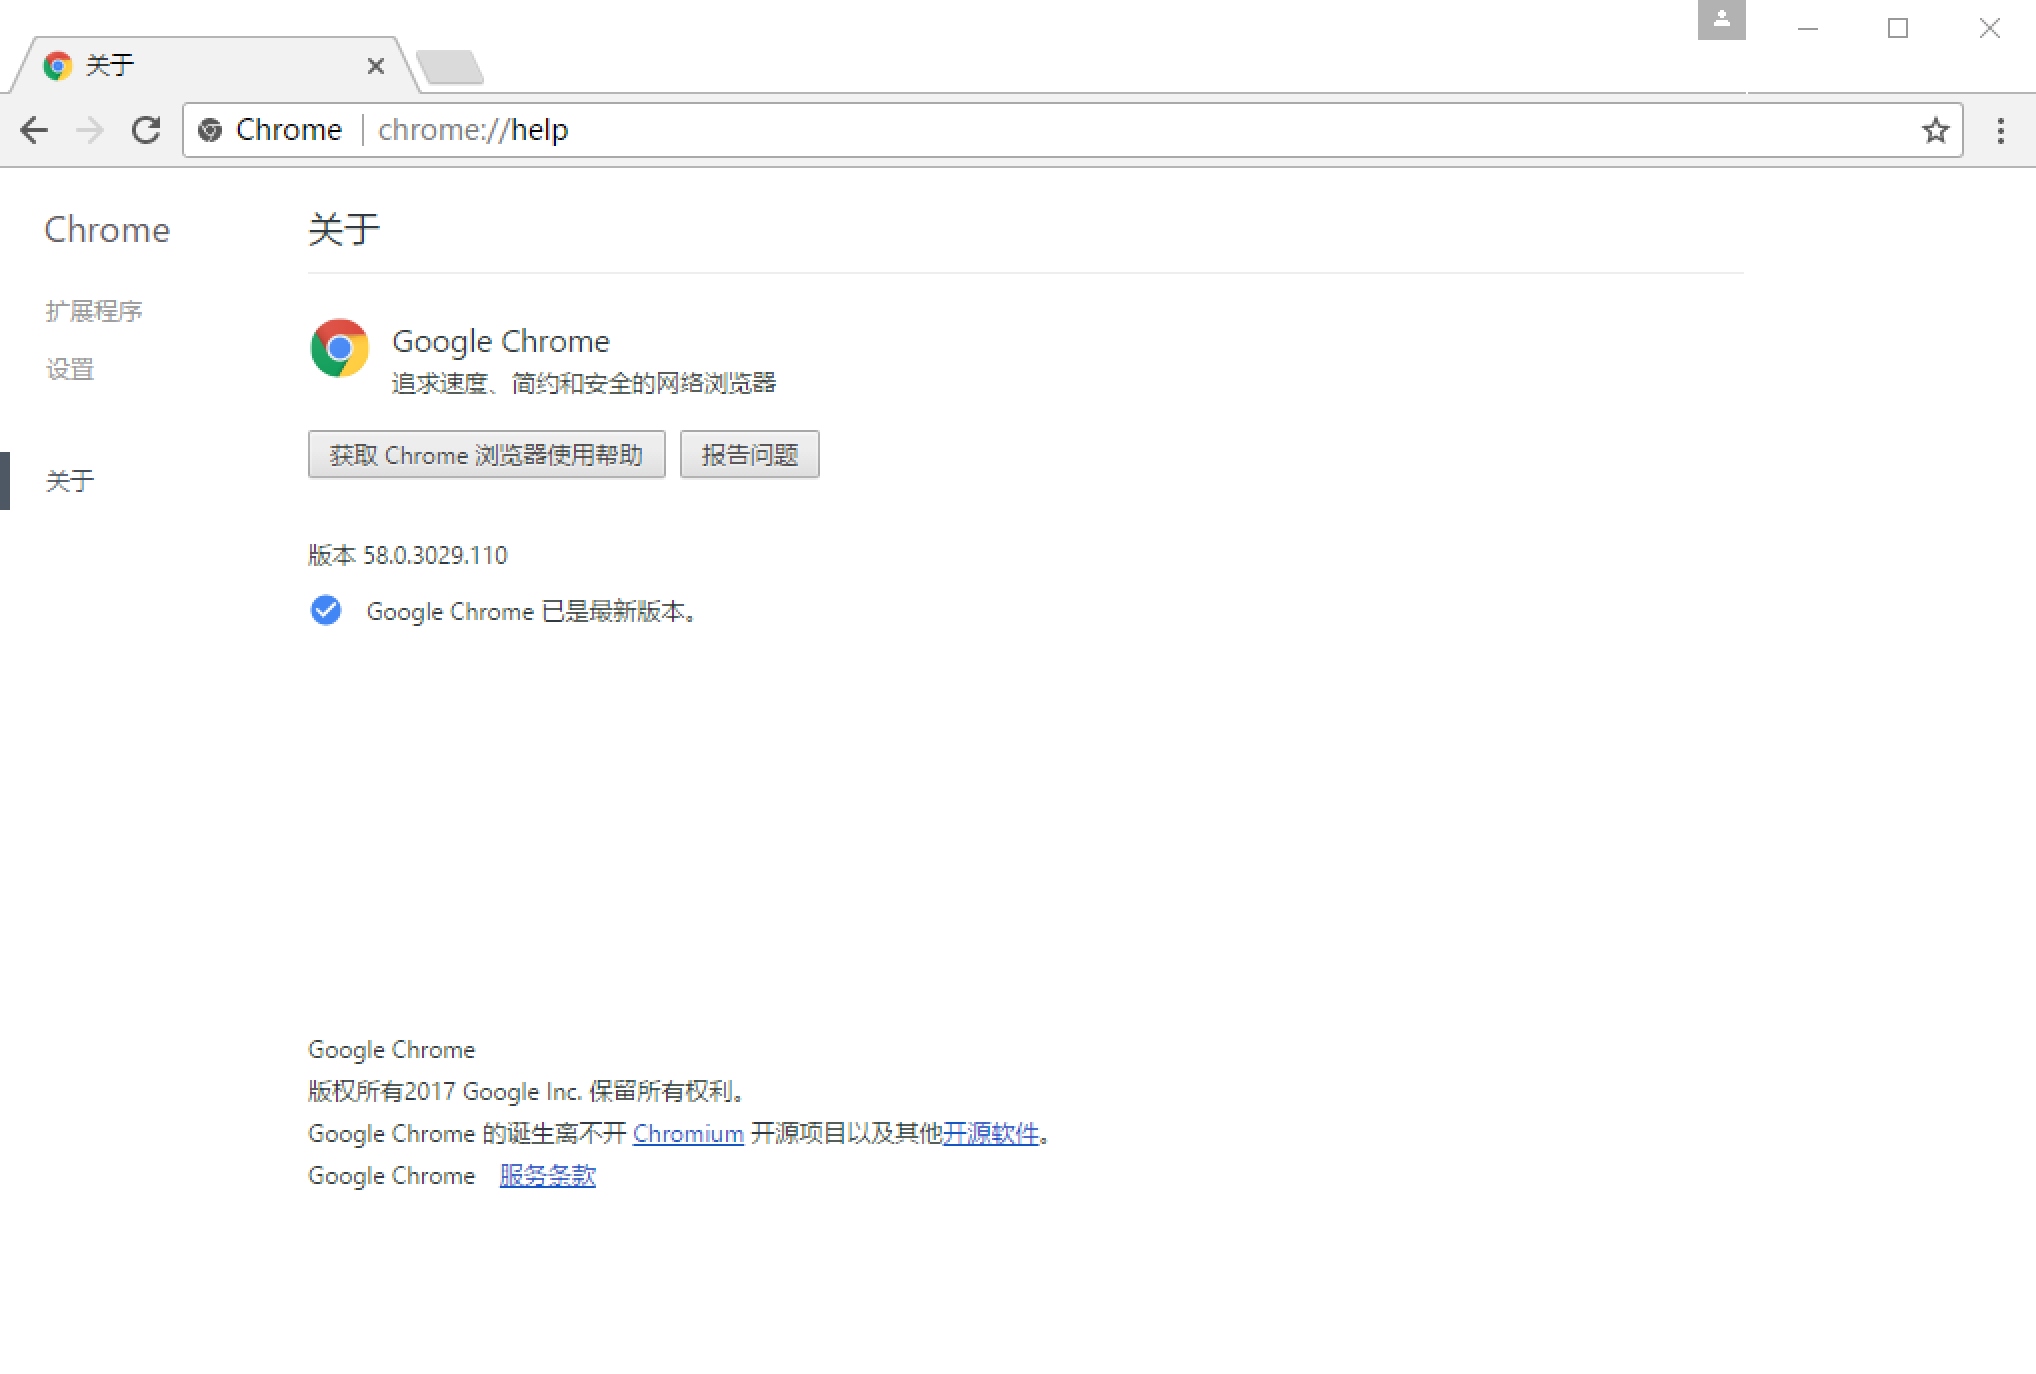 关于
Chrome chrome://help
Chrome
扩展程序
设置
关于
关于
Google Chrome
追求速度、简约和安全的网络浏览器
获取 Chrome 浏览器使用帮助 报告问题
版本 58.0.3029.110
Google Chrome 已是最新版本。
Google Chrome
版权所有2017 Google Inc. 保留所有权利。
Google Chrome 的诞生离不开 Chromium 开源项目以及其他开源软件。
Google Chrome 服务条款